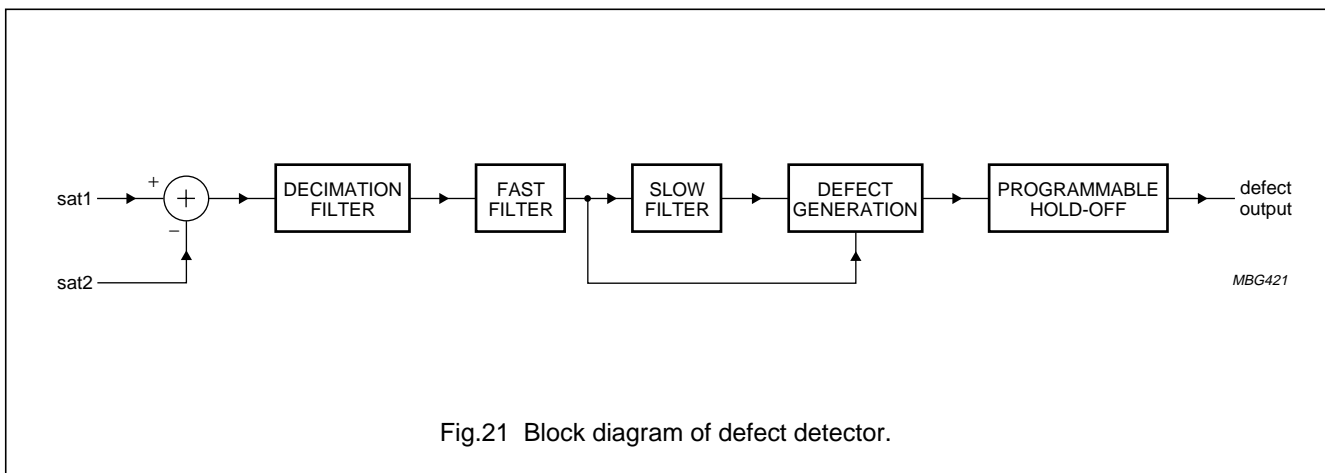 sat1
+
+
−
sat2
DECIMATION
FILTER
FAST
FILTER
SLOW
FILTER
DEFECT
GENERATION
PROGRAMMABLE
HOLD-OFF
defect
output
MBG421
Fig.21 Block diagram of defect detector.